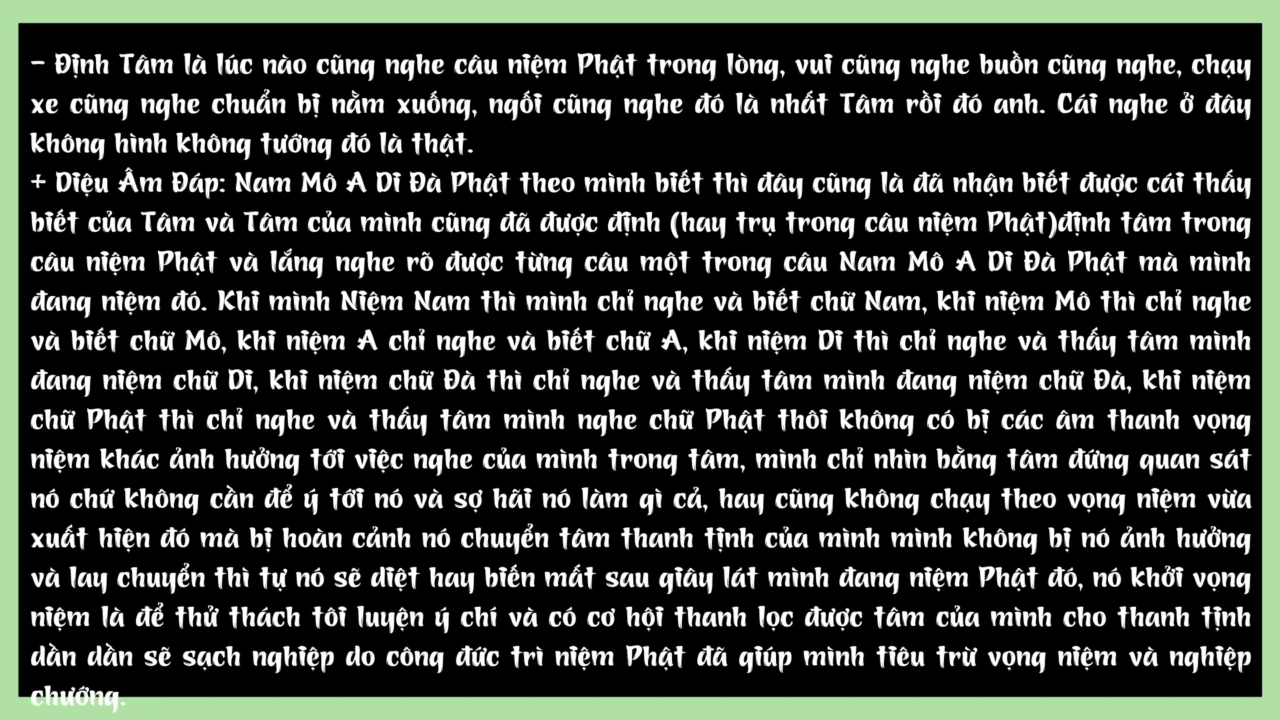 – Định Tâm là lúc nào cũng nghe câu niệm Phật trong lòng, vui cũng nghe buồn cũng nghe, chạy
xe cũng nghe chuẩn bị nằm xuống, ngối cũng nghe đó là nhất Tâm rồi đó anh. Cái nghe ở đây
không hình không tướng đó là thật.
+ Diệu Âm Đáp: Nam Mô A Di Đà Phật theo mình biết thì đây cũng là đã nhận biết được cái thấy
biết của Tâm và Tâm của mình cũng đã được định (hay trụ trong câu niệm Phật)định tâm trong
câu niệm Phật và lắng nghe rõ được từng câu một trong câu Nam Mô A Di Đà Phật mà mình
đang niệm đó. Khi mình Niệm Nam thì mình chỉ nghe và biết chữ Nam, khi niệm Mô thì chỉ nghe
và biết chữ Mô, khi niệm A chỉ nghe và biết chữ A, khi niệm Di thì chỉ nghe và thấy tâm mình
đang niệm chữ Di, khi niệm chữ Đà thì chỉ nghe và thấy tâm mình đang niệm chữ Đà, khi niệm
chữ Phật thì chỉ nghe và thấy tâm mình nghe chữ Phật thôi không có bị các âm thanh vọng
niệm khác ảnh hưởng tới việc nghe của mình trong tâm, mình chỉ nhìn bằng tâm đứng quan sát
nó chứ không cần để ý tới nó và sợ hãi nó làm gì cả, hay cũng không chạy theo vọng niệm vừa
xuất hiện đó mà bị hoàn cảnh nó chuyển tâm thanh tịnh của mình mình không bị nó ảnh hưởng
và lay chuyển thì tự nó sẽ diệt hay biến mất sau giây lát mình đang niệm Phật đó, nó khởi vọng
niệm là để thử thách tôi luyện ý chí và có cơ hội thanh lọc được tâm của mình cho thanh tịnh
dần dần sẽ sạch nghiệp do công đức trì niệm Phật đã giúp mình tiêu trừ vọng niệm và nghiệp
chướng.